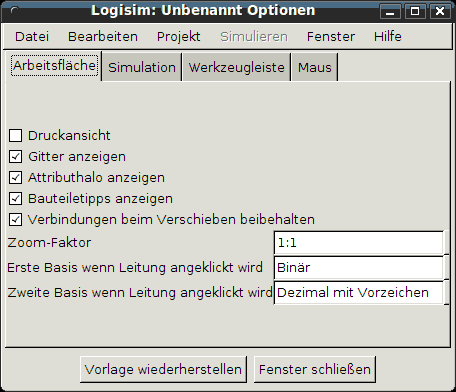 Logisim: Unbenannt Optionen
Datei Bearbeiten Projekt Simulieren Fenster Hilfe
Arbeitsfläche Simulation Werkzeugleiste Maus
Druckansicht
Gitter anzeigen
Attributhalo anzeigen
Bauteiletipps anzeigen
Verbindungen beim Verschieben beibehalten
Zoom-Faktor 1:1
Erste Basis wenn Leitung angeklickt wird Binär
Zweite Basis wenn Leitung angeklickt wird Dezimal mit Vorzeichen
Vorlage wiederherstellen Fenster schließen